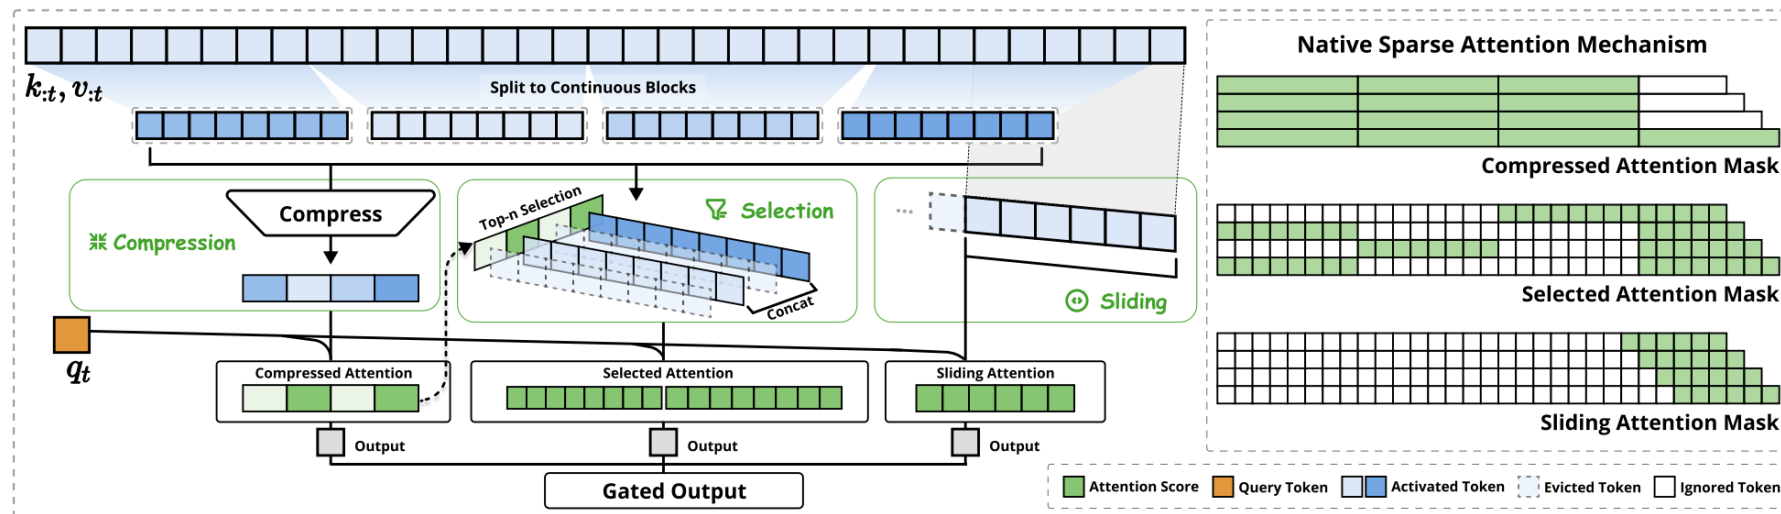 k:t, v:t
Split to Continuous Blocks
Compress
Compression
Top-n Selection
Selection
Concat
...
Sliding
qt
Compressed Attention
Selected Attention
Sliding Attention
Output
Output
Output
Gated Output
Native Sparse Attention Mechanism
Compressed Attention Mask
Selected Attention Mask
Sliding Attention Mask
Attention Score
Query Token
Activated Token
Evicted Token
Ignored Token